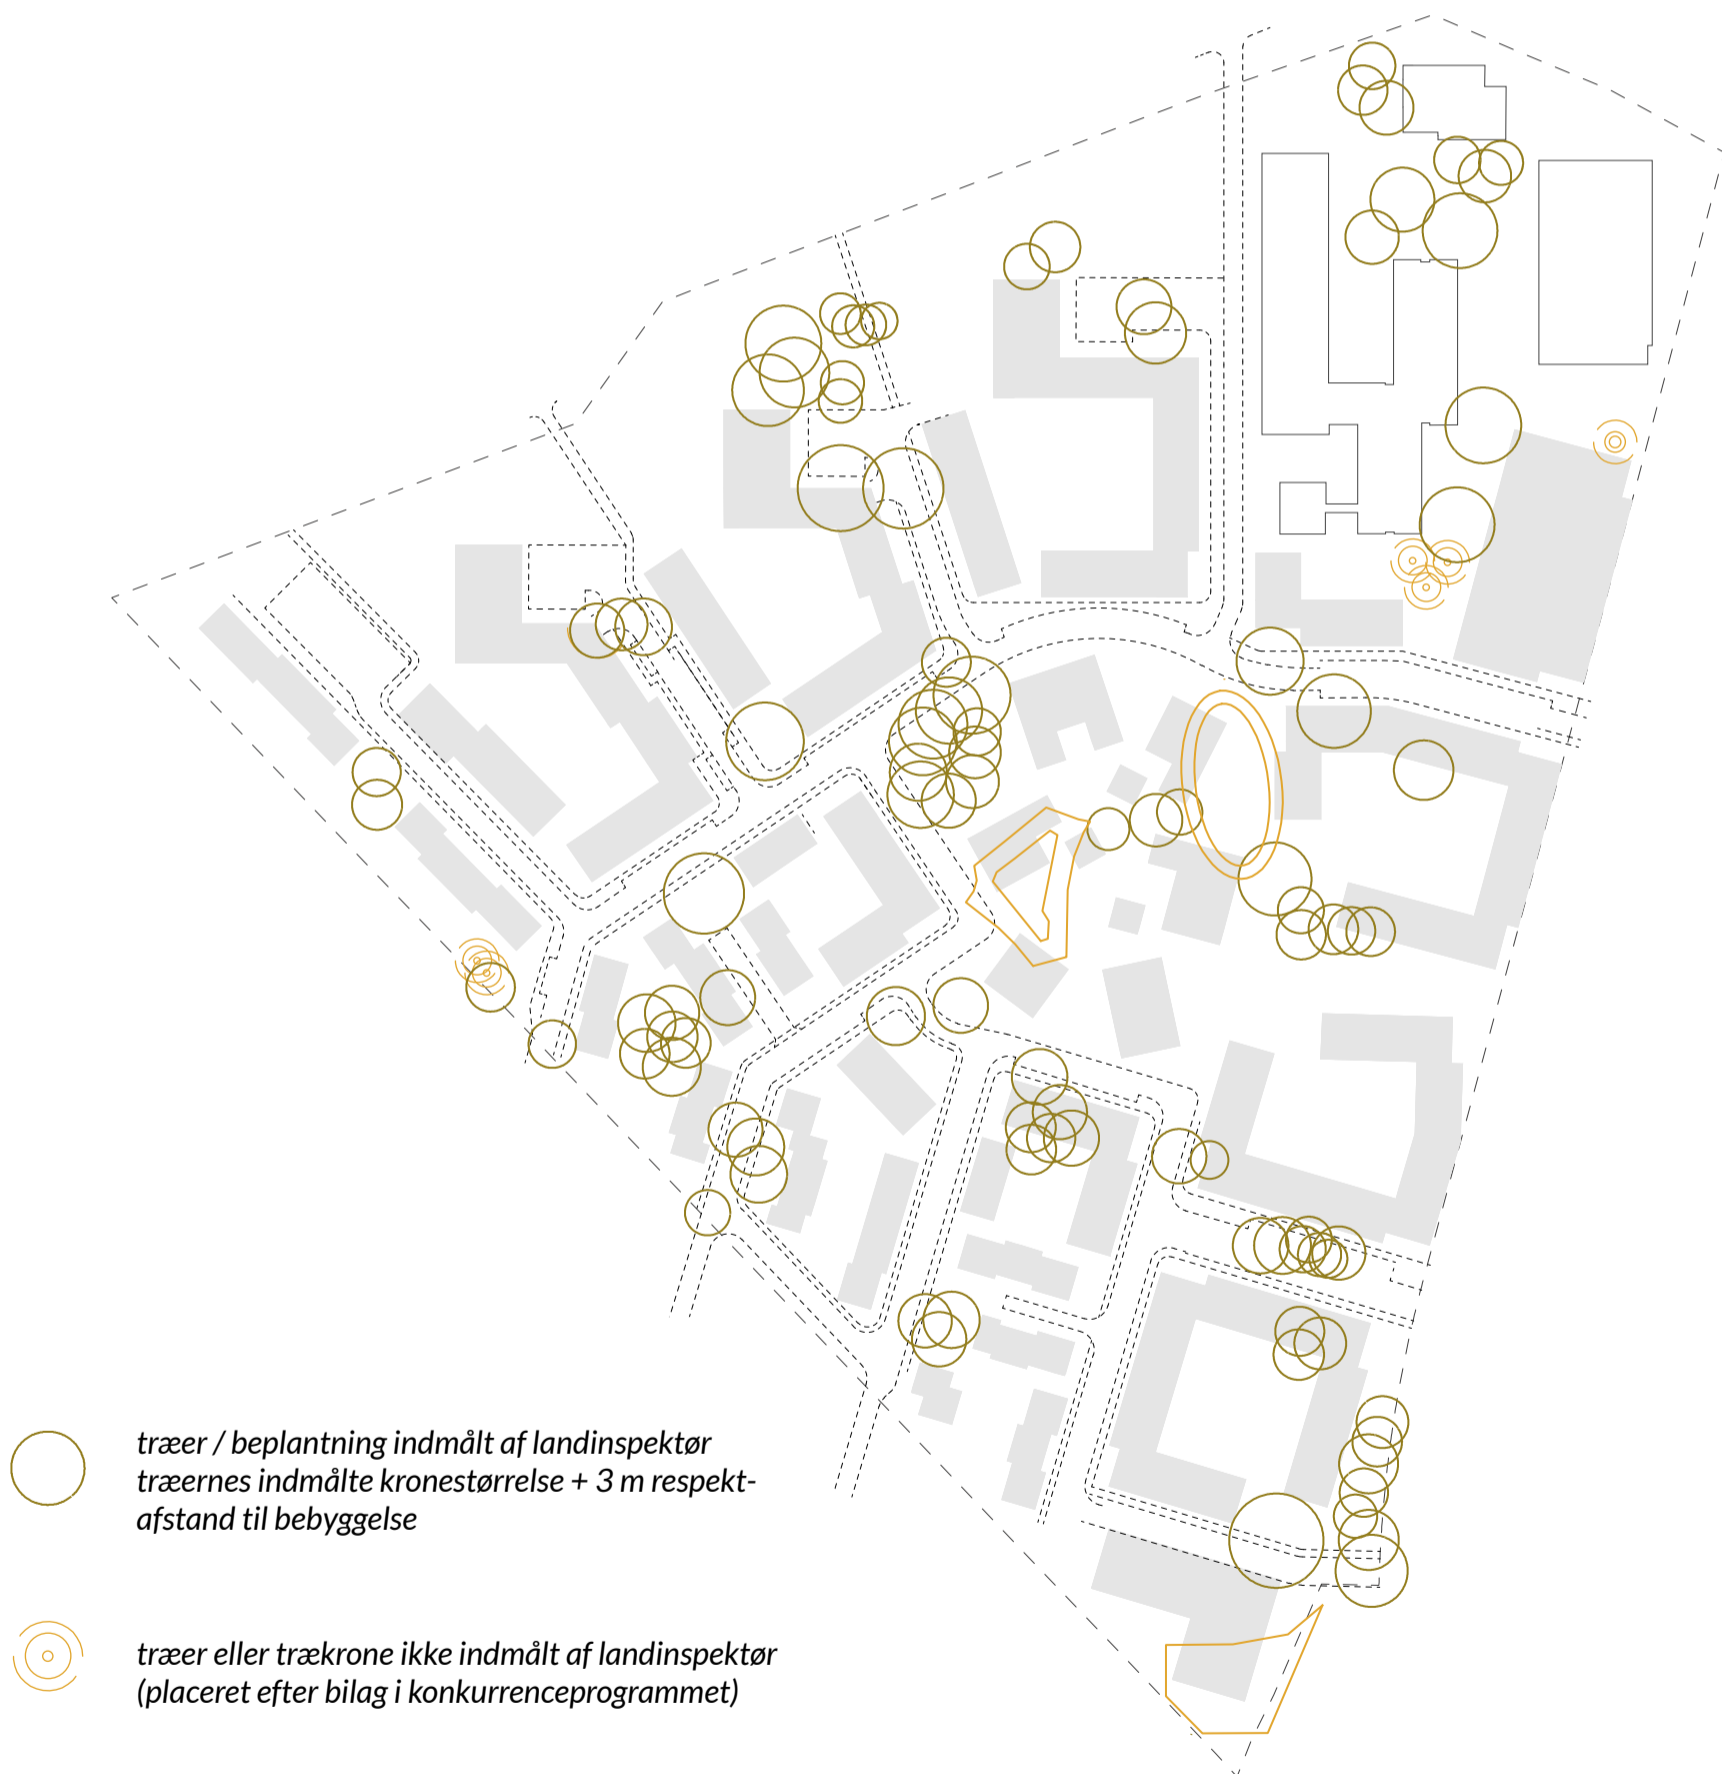 træer / beplantning indmålt af landinspektør
træernes indmålte kronestørrelse + 3 m respekt-
afstand til bebyggelse
træer eller trækrone ikke indmålt af landinspektør
(placeret efter bilag i konkurrenceprogrammet)